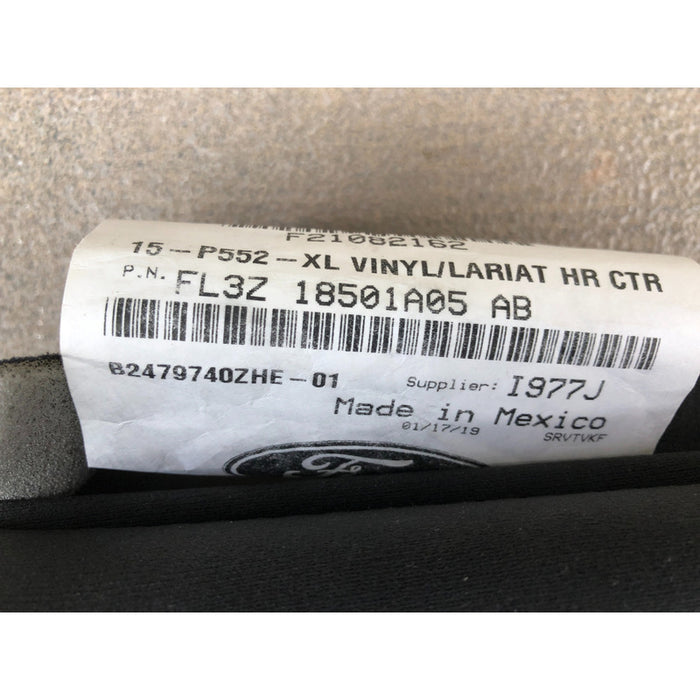 F21082162
15-P552-XL VINYL/LARIAT HR CTR
P.N. FL3Z 18501A05 AB
B2479740ZHE-01 Supplier: I977J
Made in Mexico
01/17/19 SRVTVKF